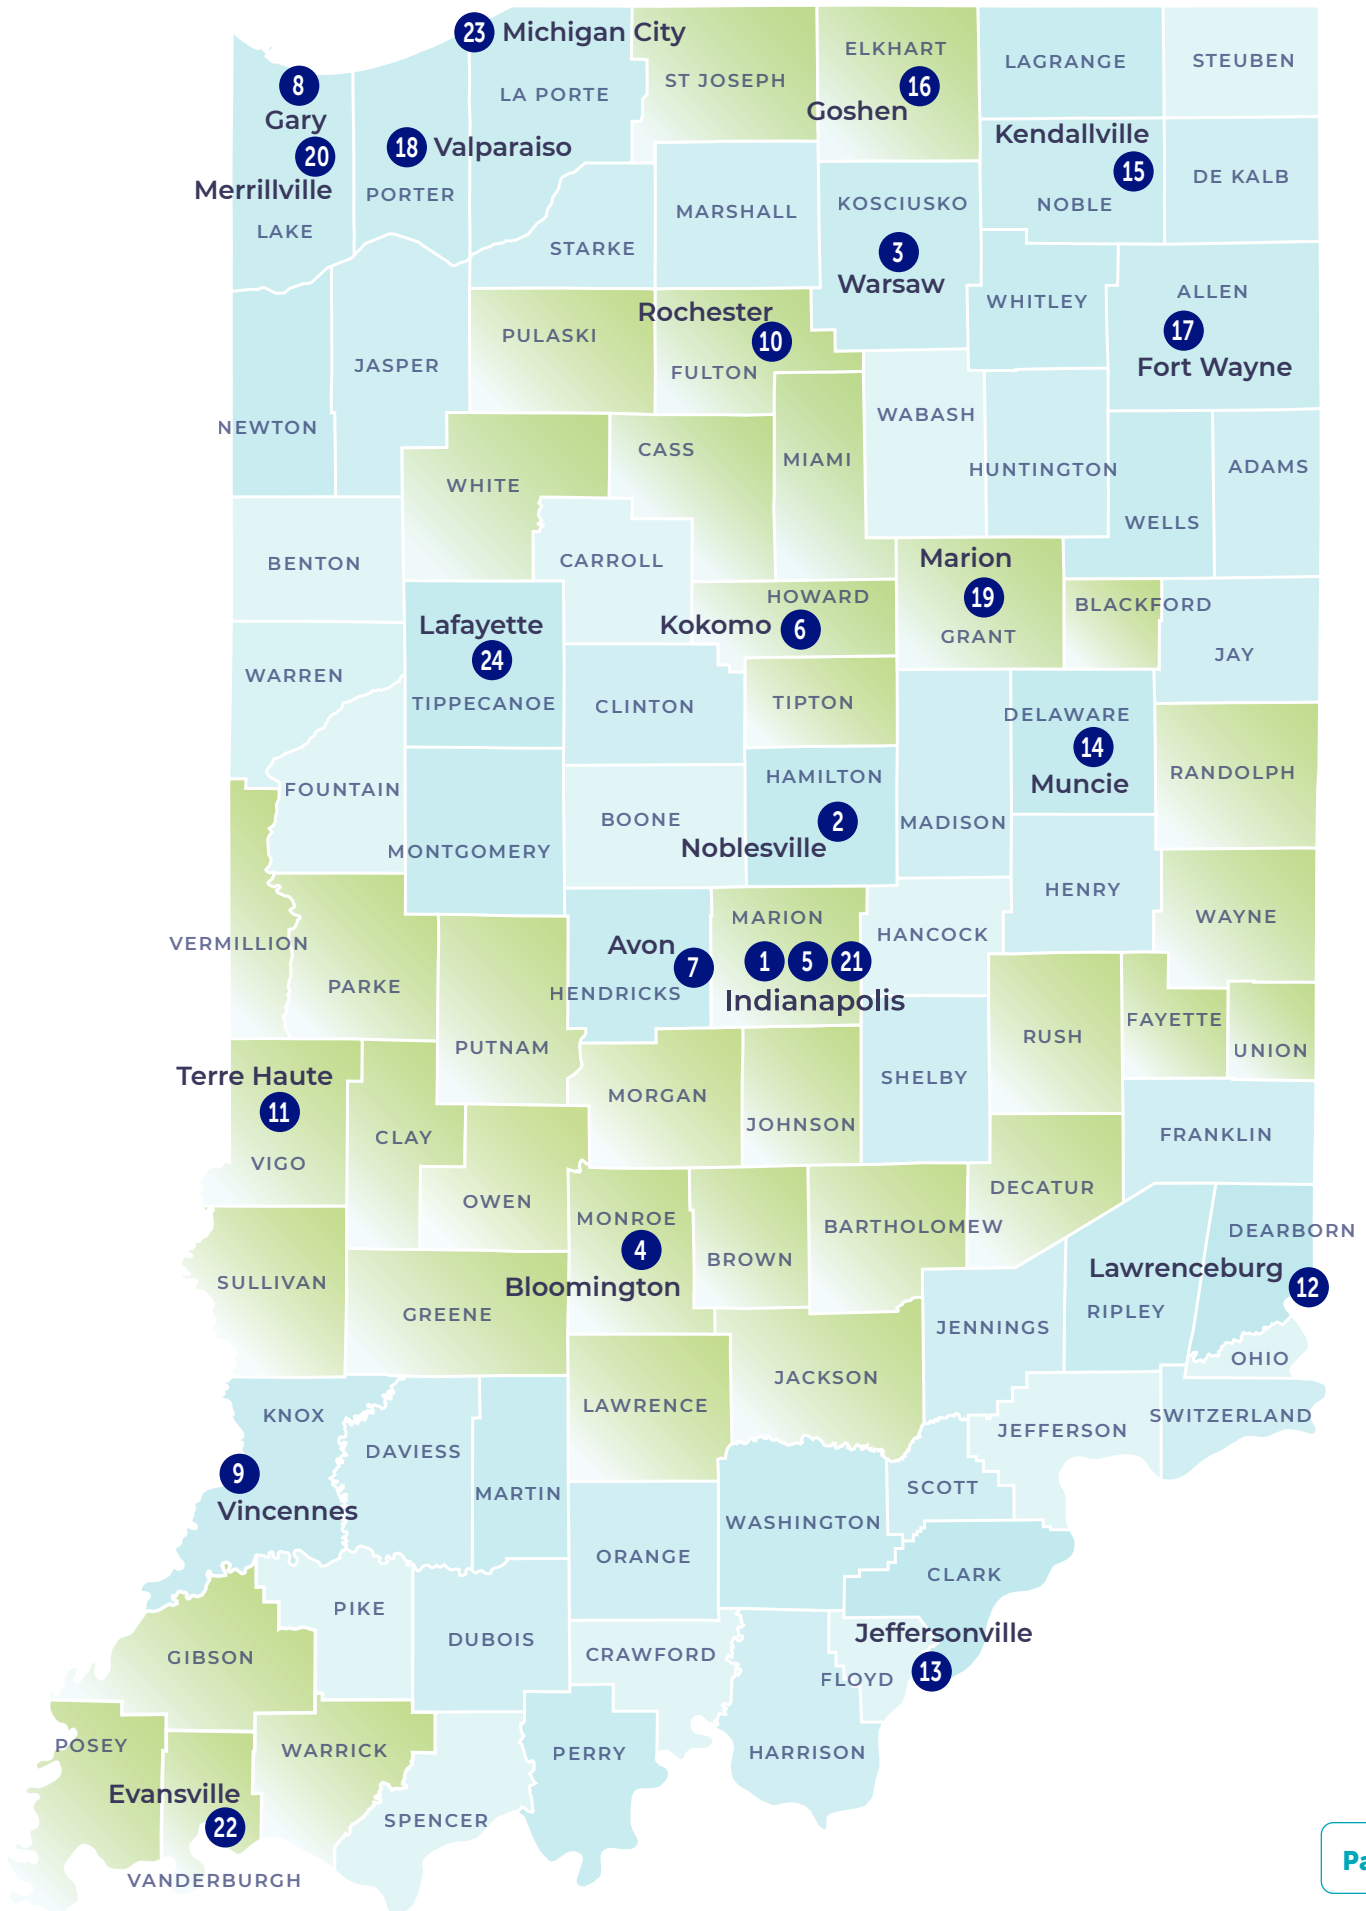 23 Michigan City
ELKHART
STEUBEN
LAGRANGE
ST JOSEPH
8
16
LA PORTE
Goshen
Gary
Kendallville
18 Valparaiso
20
15
DE KALB
Merrillville
PORTER
KOSCIUSKO
NOBLE
MARSHALL
LAKE
STARKE
3
Warsaw
ALLEN
WHITLEY
Rochester
17
PULASKI
10
JASPER
Fort Wayne
FULTON
WABASH
NEWTON
CASS
MIAMI
HUNTINGTON
ADAMS
WHITE
WELLS
BENTON
CARROLL
Marion
HOWARD
19
BLACKFORD
Lafayette
Kokomo 6
GRANT
JAY
24
WARREN
TIPPECANOE
CLINTON
TIPTON
DELAWARE
14
RANDOLPH
HAMILTON
Muncie
FOUNTAIN
BOONE
2
MADISON
Noblesville
MONTGOMERY
HENRY
MARION
WAYNE
VERMILLION
Avon
HANCOCK
7
1 5 21
PARKE
HENDRICKS
Indianapolis
FAYETTE
RUSH
PUTNAM
UNION
Terre Haute
SHELBY
MORGAN
11
JOHNSON
CLAY
FRANKLIN
VIGO
DECATUR
OWEN
MONROE
BARTHOLOMEW
DEARBORN
4
BROWN
Lawrenceburg
SULLIVAN
Bloomington
12
GREENE
RIPLEY
JENNINGS
OHIO
JACKSON
LAWRENCE
KNOX
SWITZERLAND
JEFFERSON
DAVIESS
9
SCOTT
MARTIN
Vincennes
WASHINGTON
ORANGE
CLARK
PIKE
Jeffersonville
DUBOIS
CRAWFORD
GIBSON
13
FLOYD
POSEY
WARRICK
PERRY
HARRISON
Evansville
SPENCER
22
Pa
VANDERBURGH